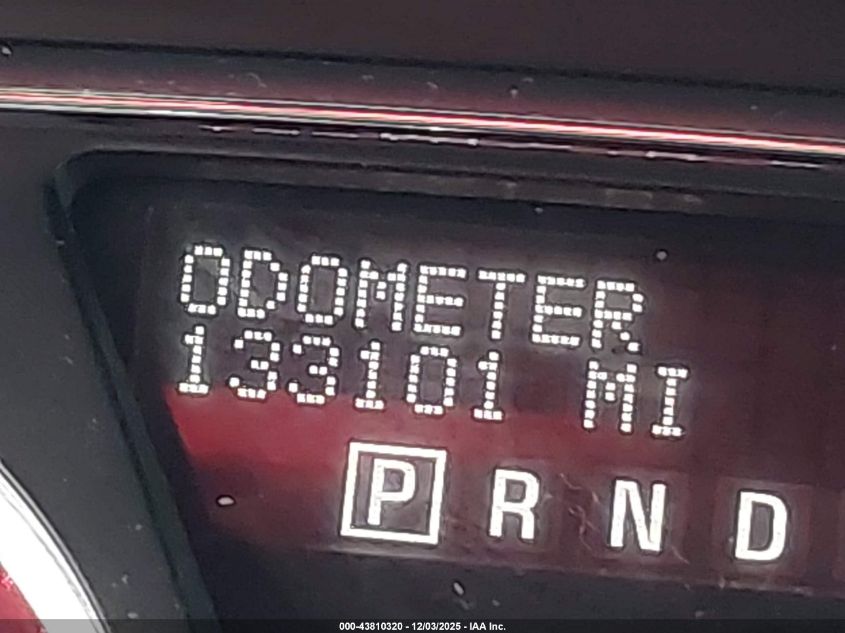 ODOMETER
133101 MI
P R N D
000-43810320 - 12/03/2025 - IAA Inc.